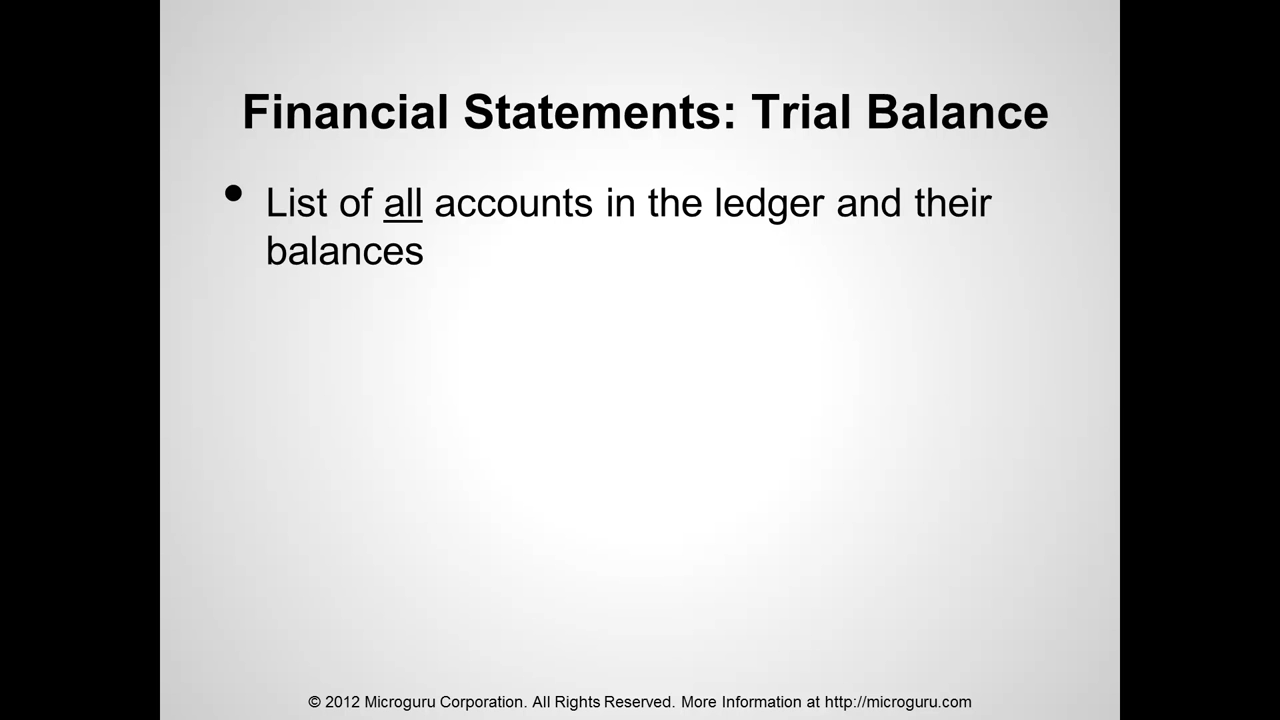 Financial Statements: Trial Balance
• List of all accounts in the ledger and their
balances
© 2012 Microguru Corporation. All Rights Reserved. More Information at http://microguru.com